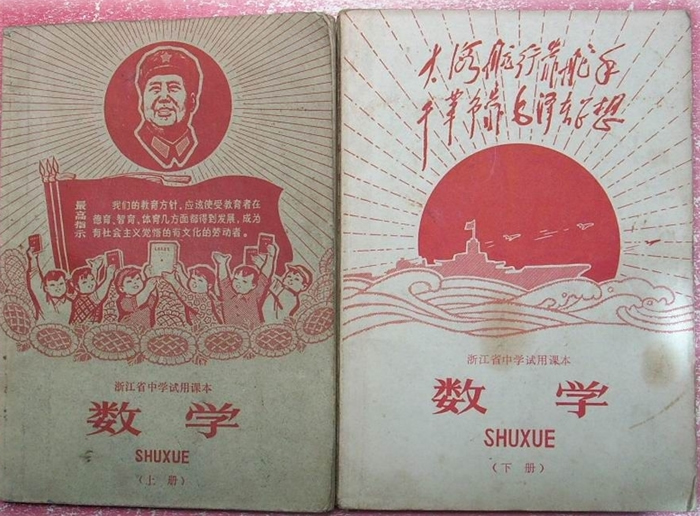 最高指示
我们的教育方针，应该使受教育者在
德育、智育、体育几方面都得到发展，成为
有社会主义觉悟的有文化的劳动者。
浙江省中学试用课本
数学
SHUXUE
(上册)
大海航行靠舵手
干革命靠毛泽东思想
浙江省中学试用课本
数学
SHUXUE
(下册)